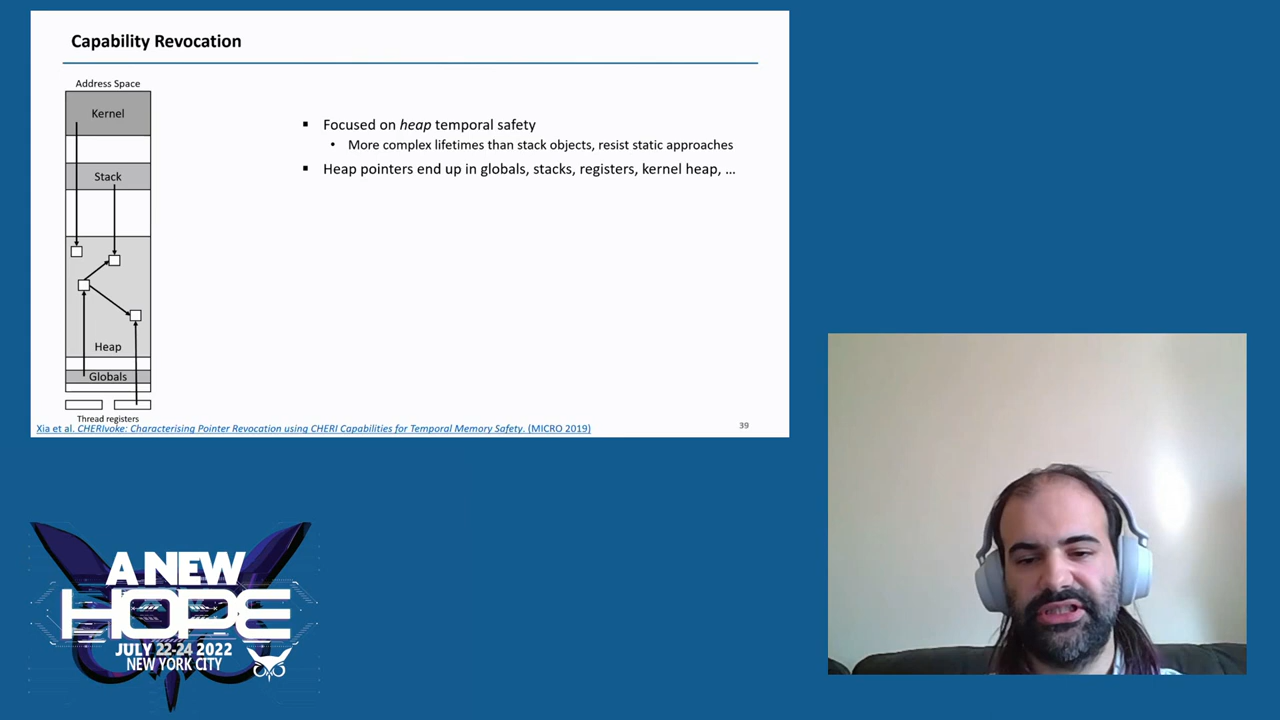 Capability Revocation
Address Space
Kernel
Stack
Heap
Globals
Thread registers
▪ Focused on heap temporal safety
• More complex lifetimes than stack objects, resist static approaches
▪ Heap pointers end up in globals, stacks, registers, kernel heap, ...
Xia et al. CHERIvoke: Characterising Pointer Revocation using CHERI Capabilities for Temporal Memory Safety. (MICRO 2019)
39
A NEW
HOPE
JULY 22-24 2022
NEW YORK CITY